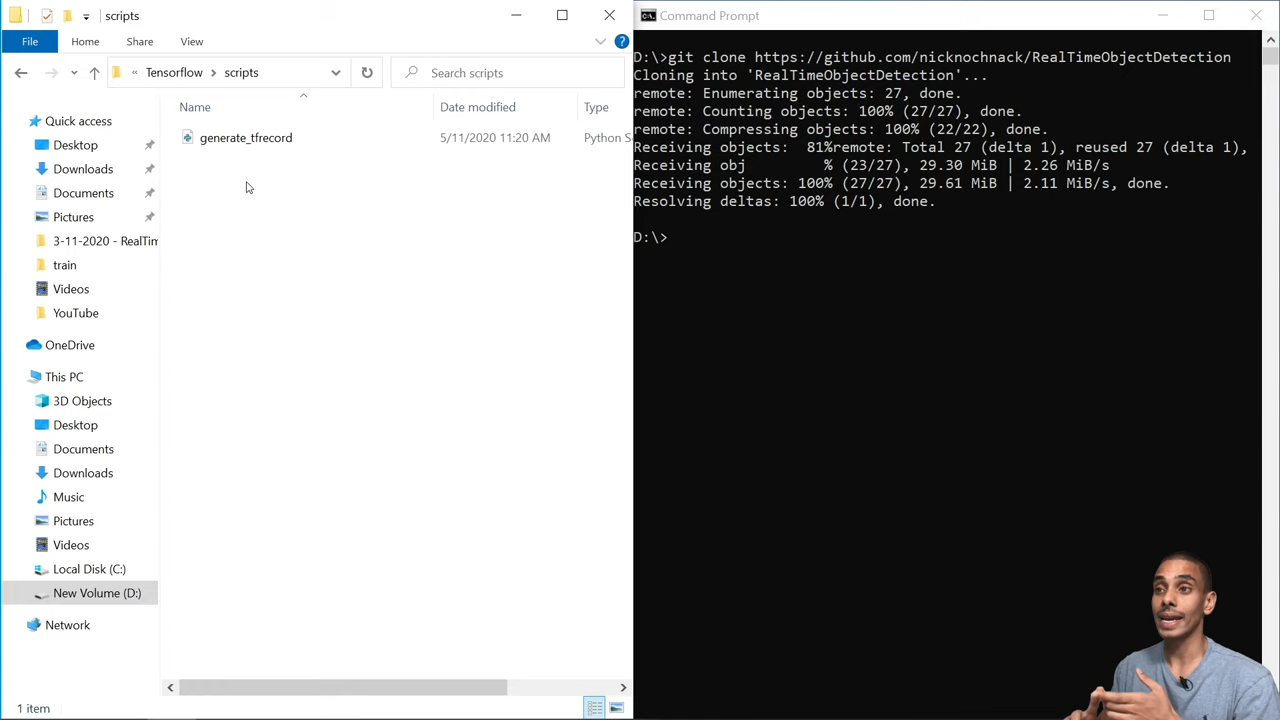 scripts
File
Home
Share
View
« Tensorflow > scripts
Search scripts
Name
Date modified
Type
generate_tfrecord
5/11/2020 11:20 AM
Python S
Quick access
Desktop
Downloads
Documents
Pictures
3-11-2020 - RealTim
train
Videos
YouTube
OneDrive
This PC
3D Objects
Desktop
Documents
Downloads
Music
Pictures
Videos
Local Disk (C:)
New Volume (D:)
Network
1 item
Command Prompt
D:\>git clone https://github.com/nicknochnack/RealTimeObjectDetection
Cloning into 'RealTimeObjectDetection'...
remote: Enumerating objects: 27, done.
remote: Counting objects: 100% (27/27), done.
remote: Compressing objects: 100% (22/22), done.
Receiving objects:  81%remote: Total 27 (delta 1), reused 27 (delta 1),
Receiving obj         % (23/27), 29.30 MiB | 2.26 MiB/s
Receiving objects: 100% (27/27), 29.61 MiB | 2.11 MiB/s, done.
Resolving deltas: 100% (1/1), done.
D:\>